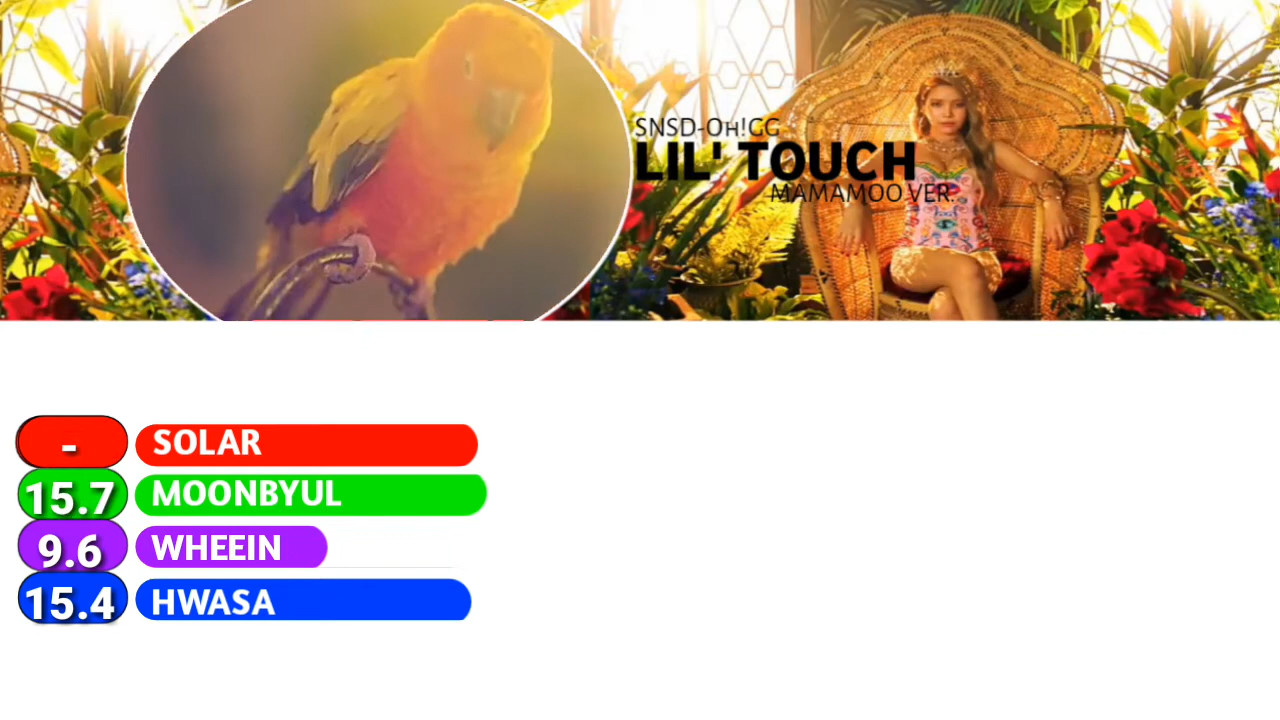 SNSD-OH!GG
LIL' TOUCH
MAMAMOO VER.
- SOLAR
15.7 MOONBYUL
9.6 WHEEIN
15.4 HWASA